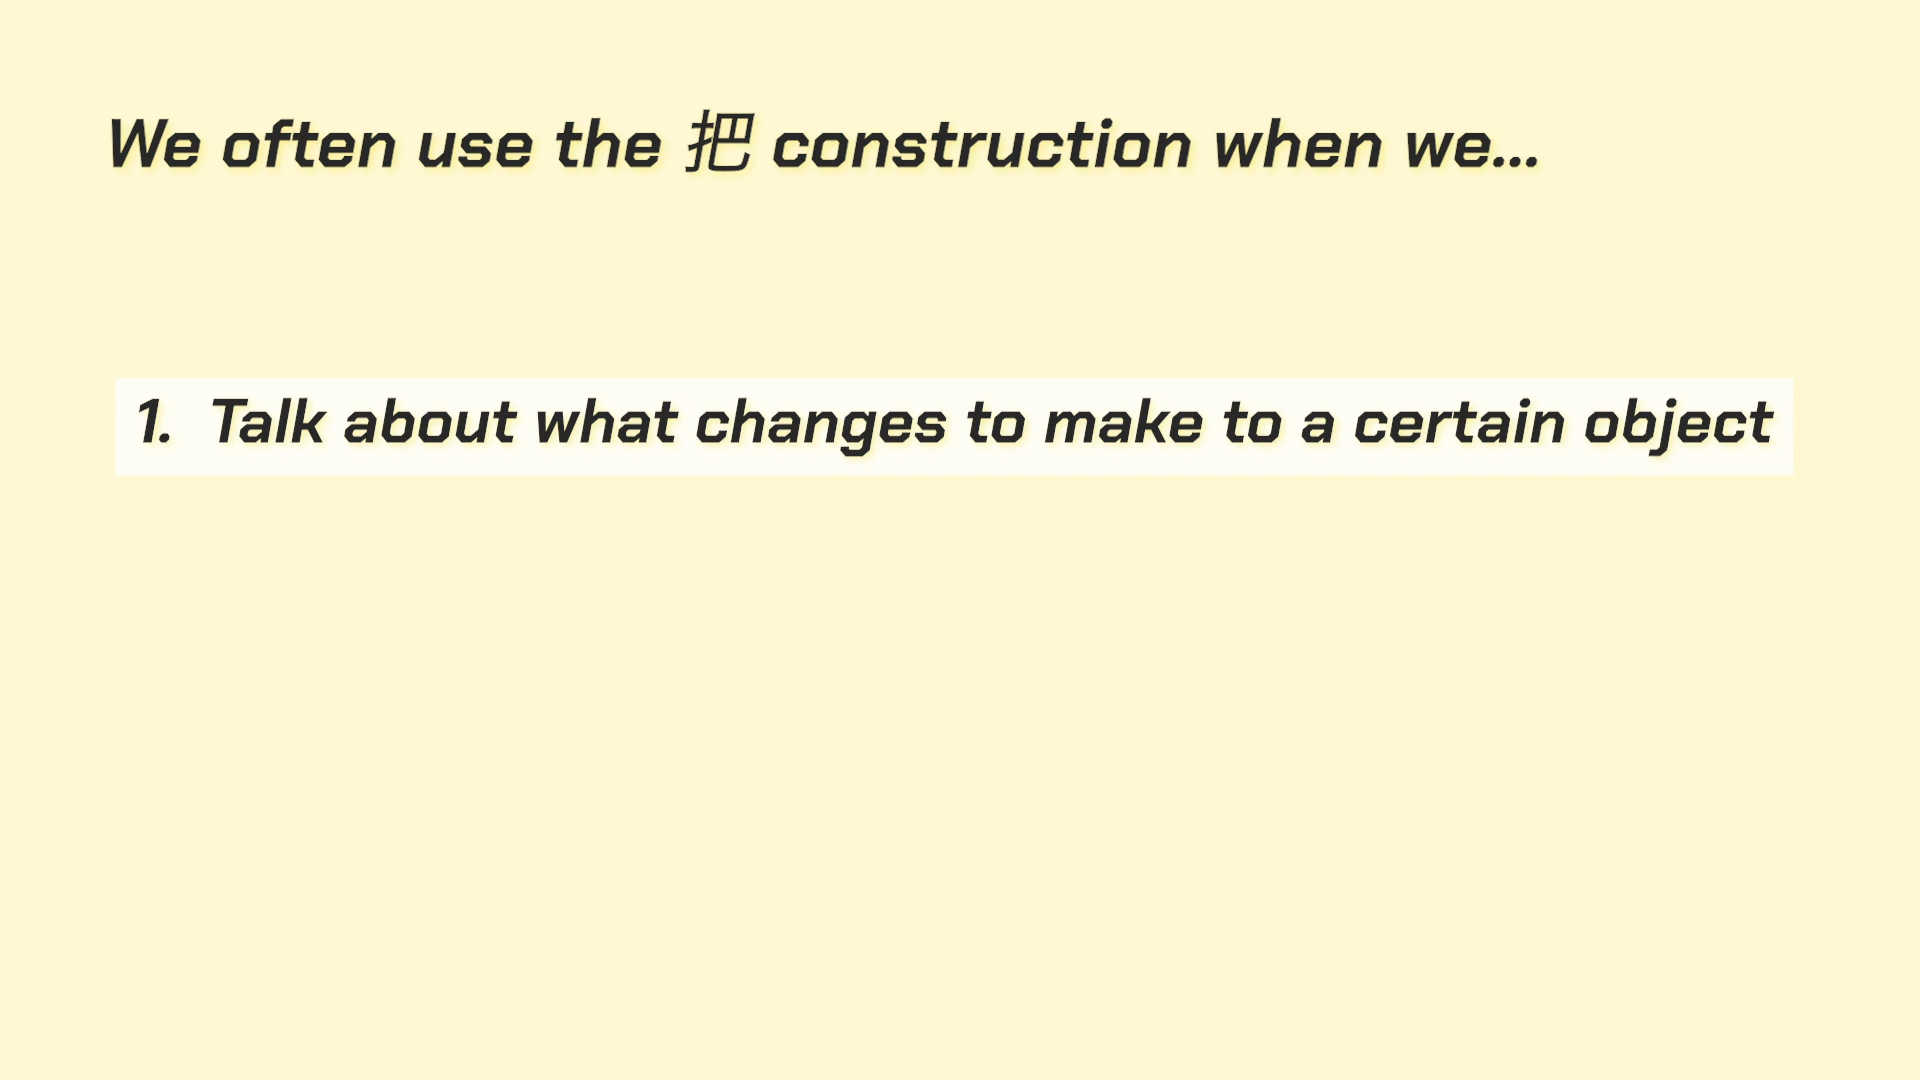 We often use the 把 construction when we...
1. Talk about what changes to make to a certain object